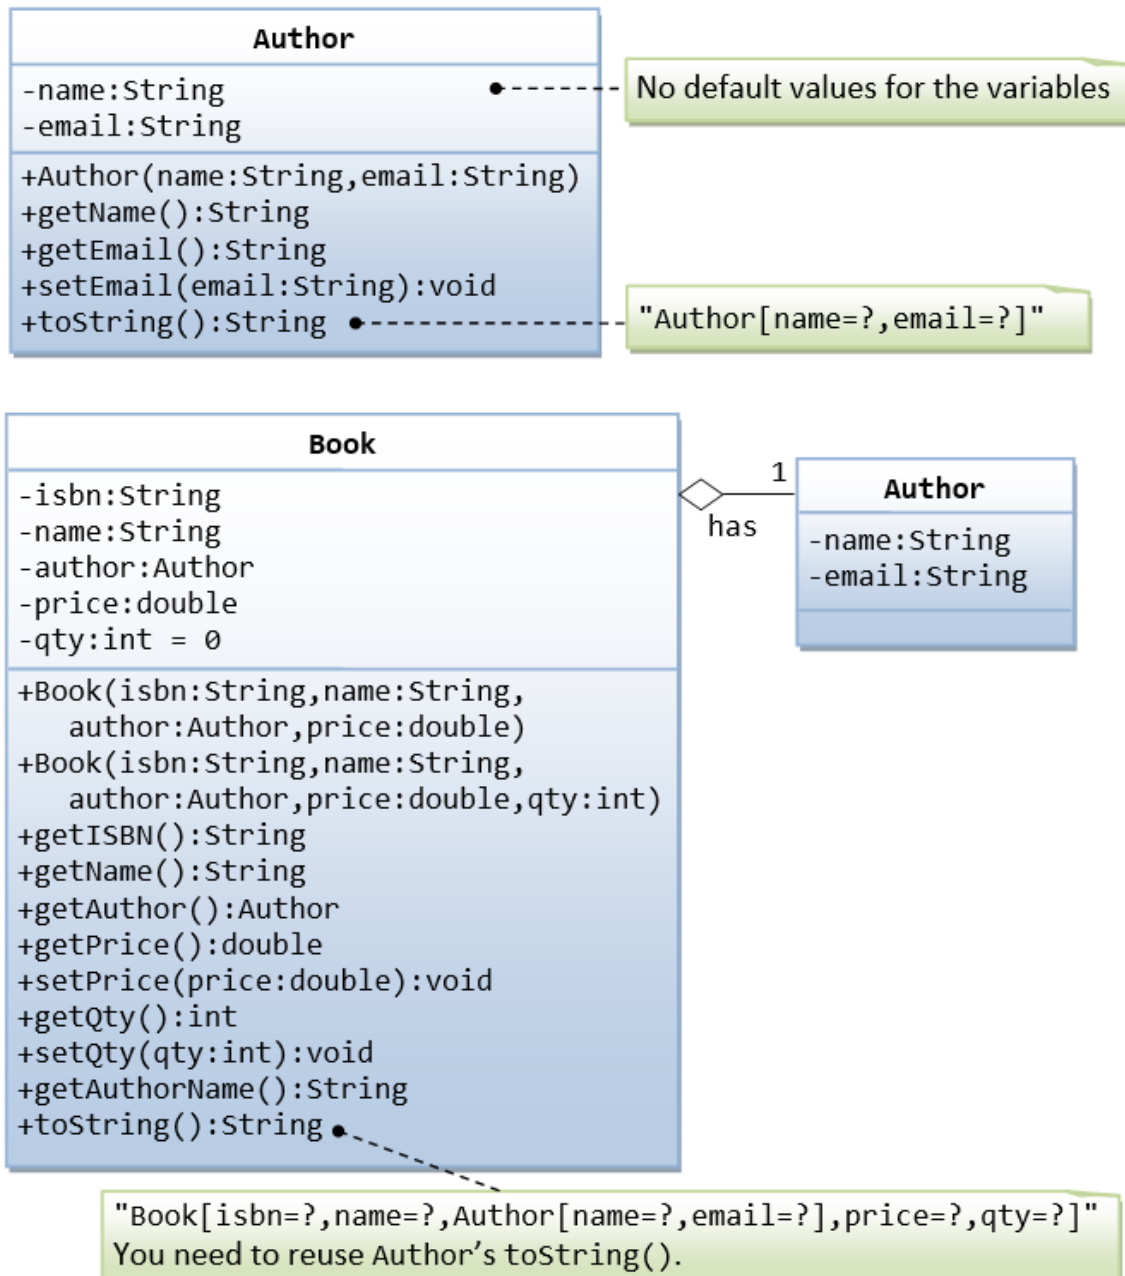 Author
-name:String
-email:String
No default values for the variables
+Author(name:String,email:String)
+getName():String
+getEmail():String
+setEmail(email:String):void
+toString():String
"Author[name=?,email=?]"
Book
-isbn:String
-name:String
-author:Author
-price:double
-qty:int = 0
1
has
Author
-name:String
-email:String
+Book(isbn:String,name:String,
author:Author,price:double)
+Book(isbn:String,name:String,
author:Author,price:double,qty:int)
+getISBN():String
+getName():String
+getAuthor():Author
+getPrice():double
+setPrice(price:double):void
+getQty():int
+setQty(qty:int):void
+getAuthorName():String
+toString():String
"Book[isbn=?,name=?,Author[name=?,email=?],price=?,qty=?]"
You need to reuse Author's toString().